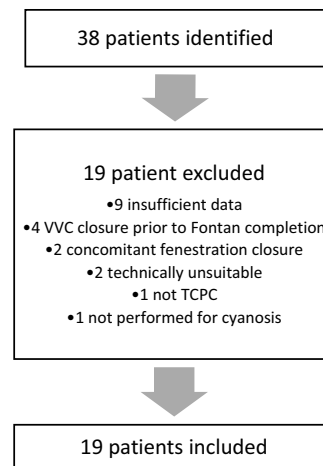 38 patients identified
19 patient excluded
•9 insufficient data
•4 VVC closure prior to Fontan completion
•2 concomitant fenestration closure
•2 technically unsuitable
•1 not TCPC
•1 not performed for cyanosis
19 patients included